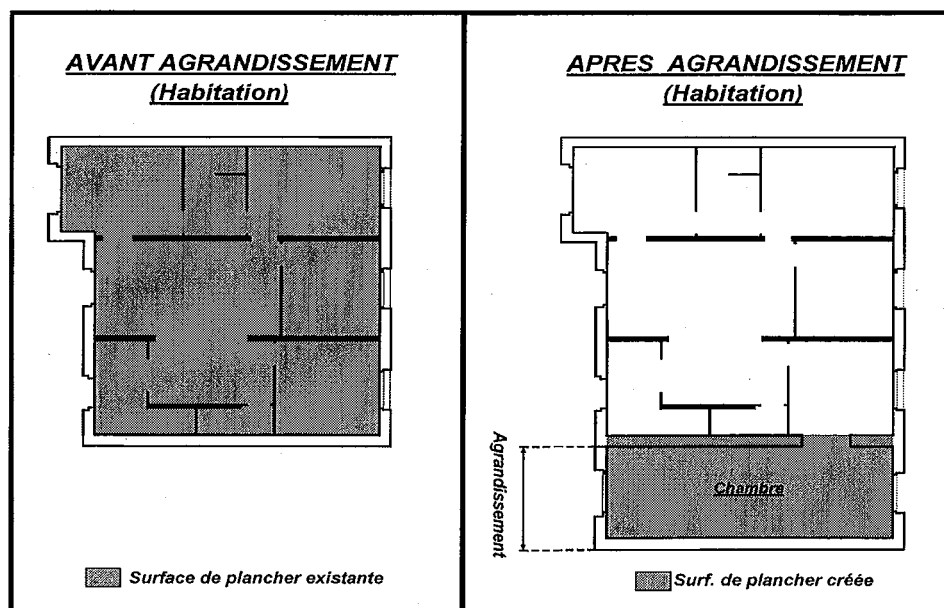 AVANT AGRANDISSEMENT
(Habitation)
Surface de plancher existante
APRES AGRANDISSEMENT
(Habitation)
Agrandissement
Chambre
Surf. de plancher créée